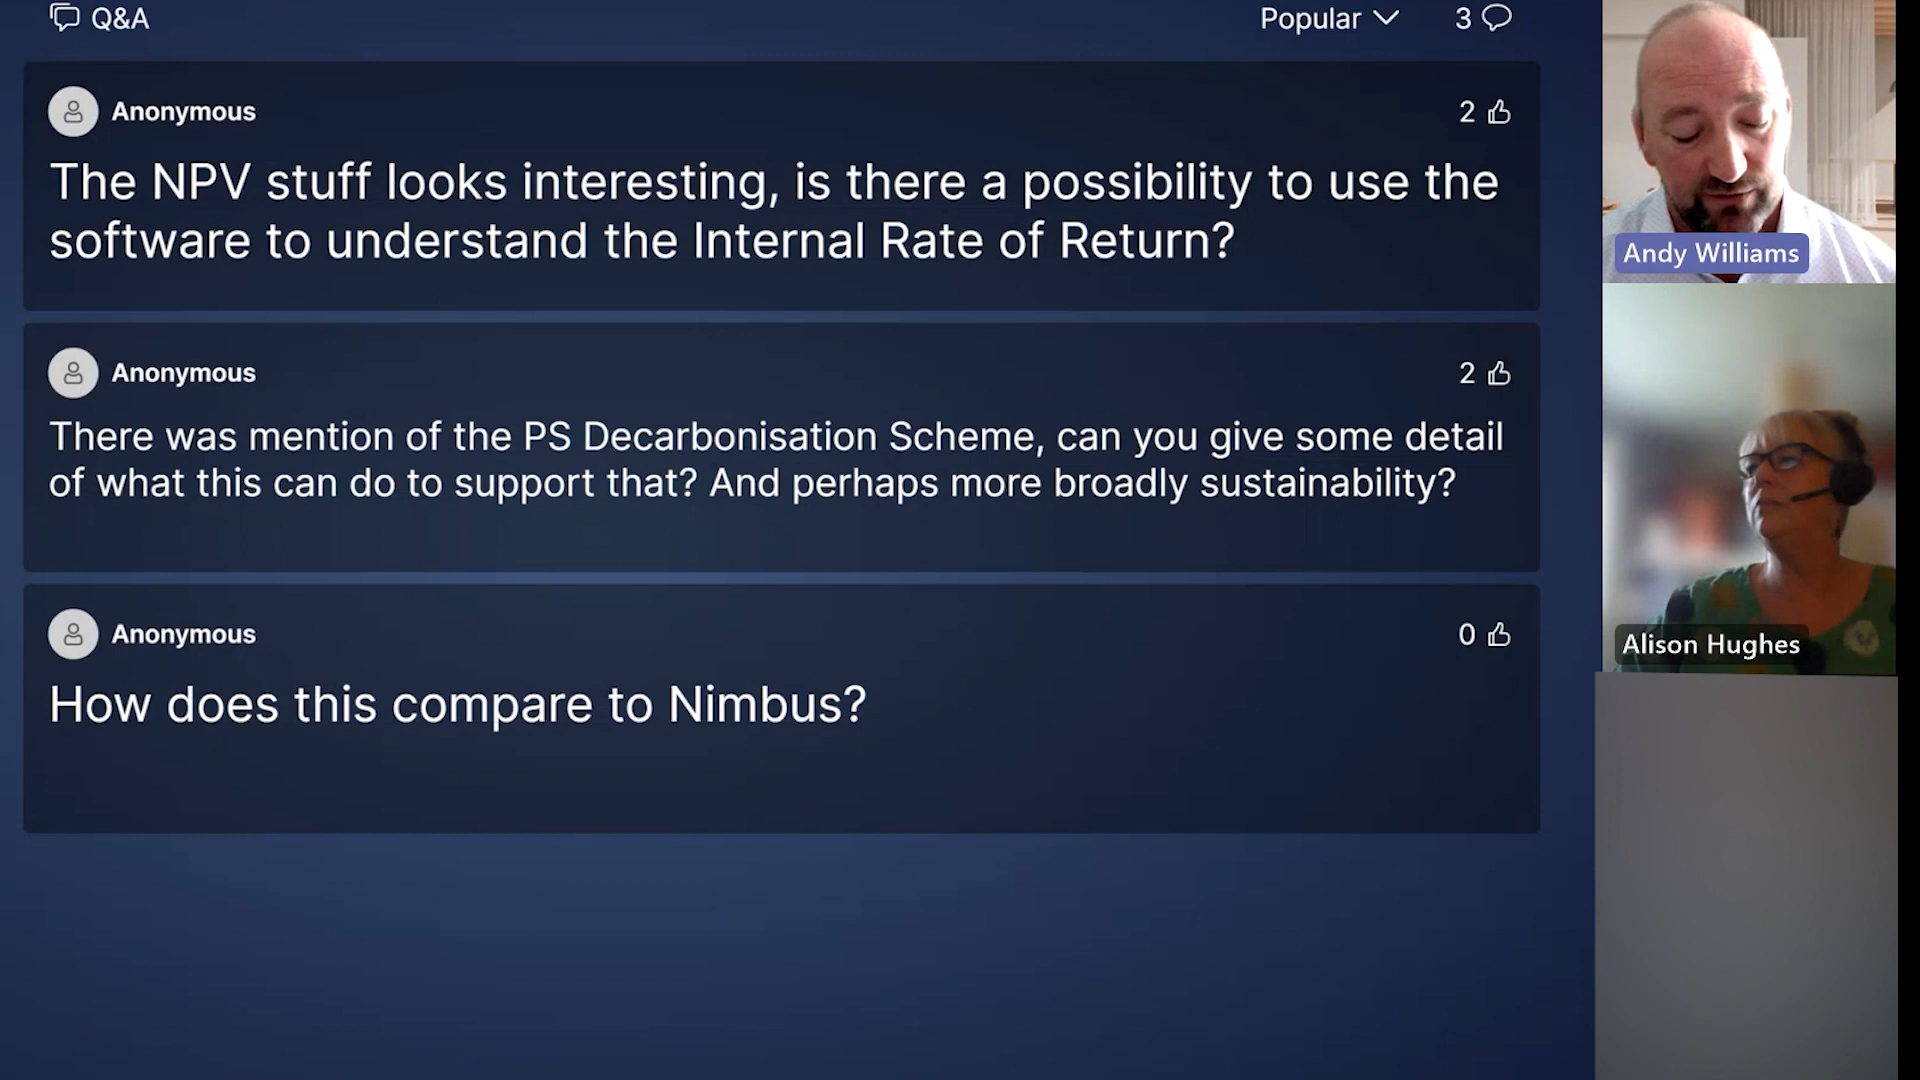 Q&A
Popular
3
Anonymous
2
The NPV stuff looks interesting, is there a possibility to use the
software to understand the Internal Rate of Return?
Anonymous
2
There was mention of the PS Decarbonisation Scheme, can you give some detail
of what this can do to support that? And perhaps more broadly sustainability?
Anonymous
0
How does this compare to Nimbus?
Andy Williams
Alison Hughes